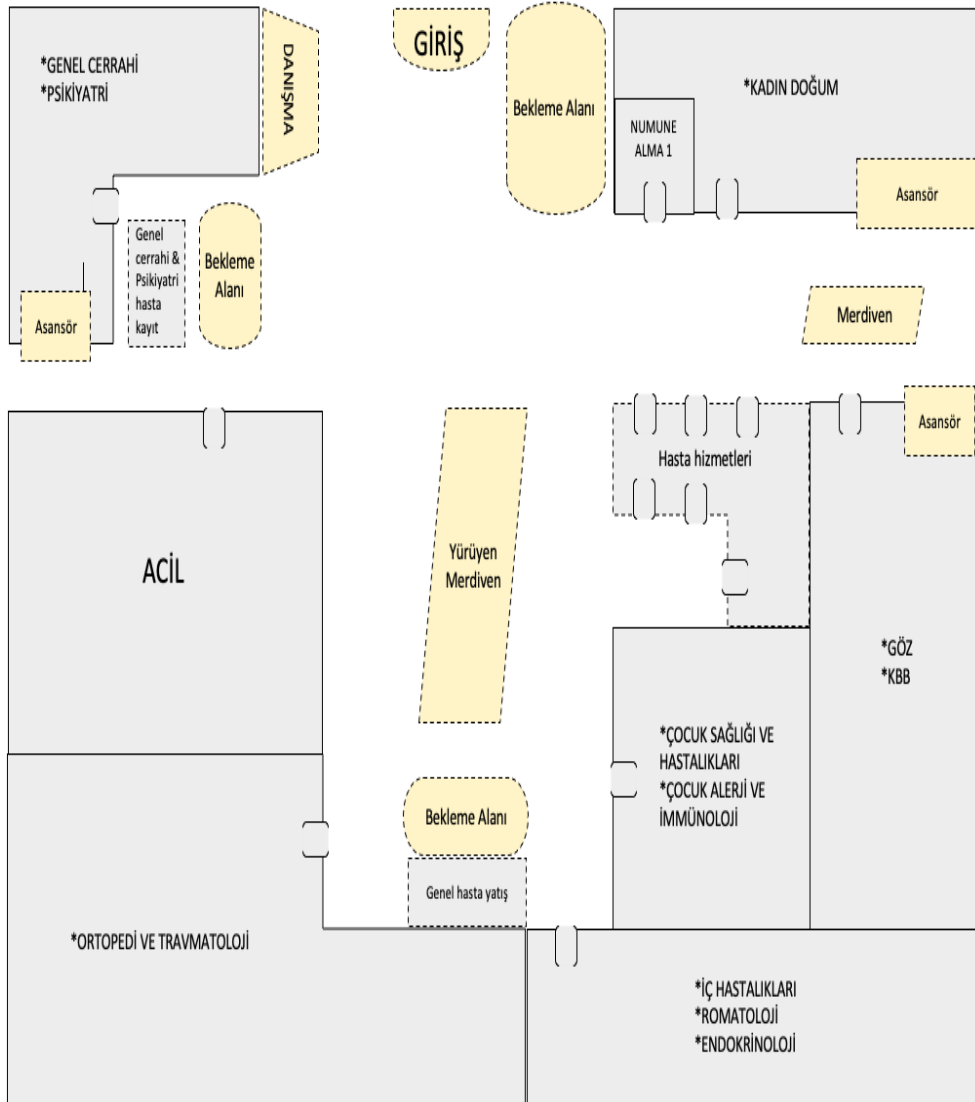 *GENEL CERRAHİ
*PSİKİYATRİ
DANIŞMA
GİRİŞ
Bekleme Alanı
*KADIN DOĞUM
NUMUNE
ALMA 1
Asansör
Genel
cerrahi &
Psikiyatri
hasta
kayıt
Bekleme
Alanı
Asansör
Merdiven
ACİL
Yürüyen
Merdiven
Hasta hizmetleri
Asansör
*GÖZ
*KBB
*ÇOCUK SAĞLIĞI VE
HASTALIKLARI
*ÇOCUK ALERJİ VE
İMMÜNOLOJİ
Bekleme Alanı
Genel hasta yatış
*ORTOPEDİ VE TRAVMATOLOJİ
*İÇ HASTALIKLARI
*ROMATOLOJİ
*ENDOKRİNOLOJİ